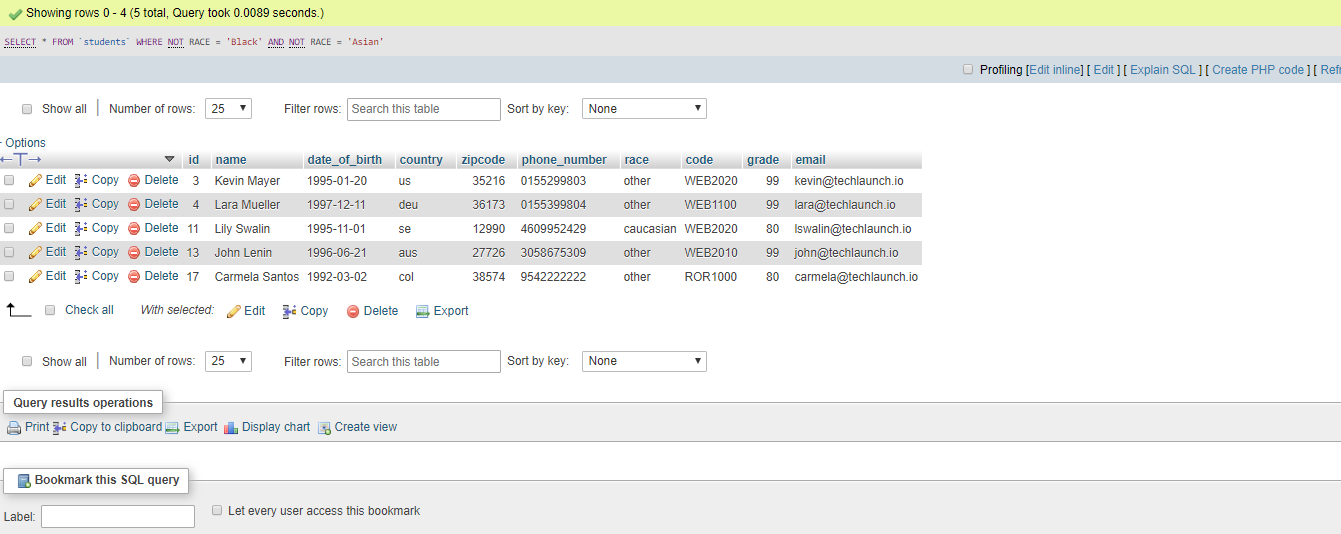 Showing rows 0 - 4 (5 total, Query took 0.0089 seconds.)
SELECT * FROM `students` WHERE NOT RACE = 'Black' AND NOT RACE = 'Asian'
Profiling [Edit inline] [ Edit ] [ Explain SQL ] [ Create PHP code ] [ Refr
Show all Number of rows: 25 Filter rows: Search this table Sort by key: None
Options
←T→ id name date_of_birth country zipcode phone_number race code grade email
Edit Copy Delete 3 Kevin Mayer 1995-01-20 us 35216 0155299803 other WEB2020 99 kevin@techlaunch.io
Edit Copy Delete 4 Lara Mueller 1997-12-11 deu 36173 0155399804 other WEB1100 99 lara@techlaunch.io
Edit Copy Delete 11 Lily Swalin 1995-11-01 se 12990 4609952429 caucasian WEB2020 80 lswalin@techlaunch.io
Edit Copy Delete 13 John Lenin 1996-06-21 aus 27726 3058675309 other WEB2010 99 john@techlaunch.io
Edit Copy Delete 17 Carmela Santos 1992-03-02 col 38574 9542222222 other ROR1000 80 carmela@techlaunch.io
Check all With selected: Edit Copy Delete Export
Show all Number of rows: 25 Filter rows: Search this table Sort by key: None
Query results operations
Print Copy to clipboard Export Display chart Create view
Bookmark this SQL query
Label: Let every user access this bookmark